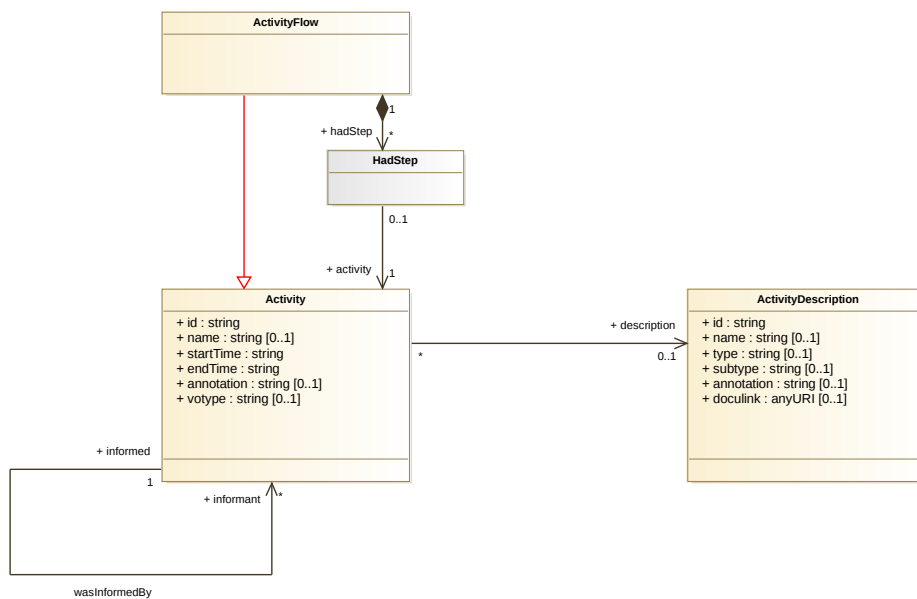 ActivityFlow
1
+ hadStep
*
HadStep
0..1
+ activity
1
Activity
+ id : string
+ name : string [0..1]
+ startTime : string
+ endTime : string
+ annotation : string [0..1]
+ votype : string [0..1]
+ description
*
0..1
ActivityDescription
+ id : string
+ name : string [0..1]
+ type : string [0..1]
+ subtype : string [0..1]
+ annotation : string [0..1]
+ doculink : anyURI [0..1]
+ informed
1
+ informant
*
wasInformedBy